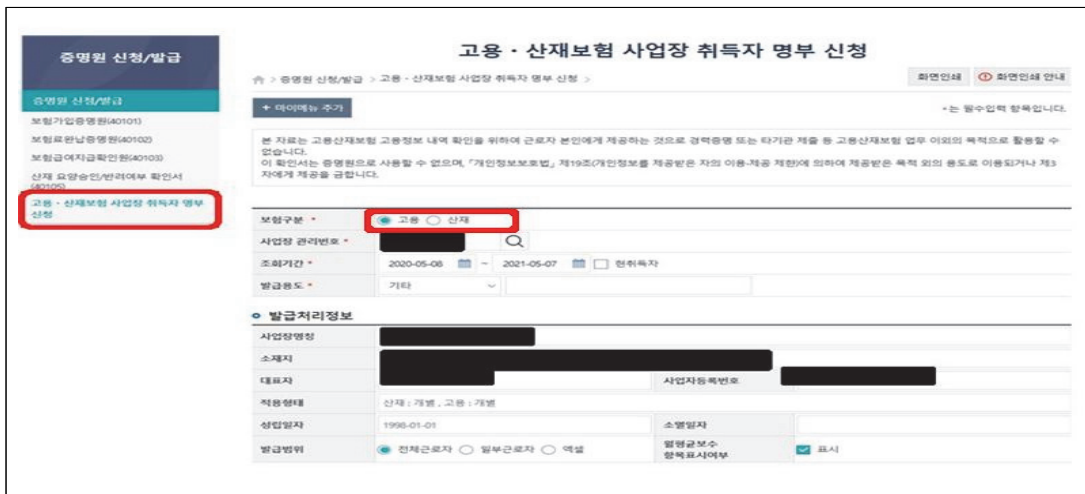 증명원 신청/발급
증명원 신청/발급
보험가입증명원(40101)
보험료완납증명원(40102)
보험급여지급확인원(40103)
산재 요양승인/반려여부 확인서
(40105)
고용 · 산재보험 사업장 취득자 명부
신청
고용 · 산재보험 사업장 취득자 명부 신청
> 증명원 신청/발급 > 고용 · 산재보험 사업장 취득자 명부 신청 >
화면인쇄
화면인쇄 안내
+ 마이메뉴 추가
*는 필수입력 항목입니다.
본 자료는 고용산재보험 고용정보 내역 확인을 위하여 근로자 본인에게 제공하는 것으로 경력증명 또는 타기관 제출 등 고용산재보험 업무 이외의 목적으로 활용할 수
없습니다.
이 확인서는 증명원으로 사용할 수 없으며, 「개인정보보호법」 제19조(개인정보를 제공받은 자의 이용·제공 제한)에 의하여 제공받은 목적 외의 용도로 이용되거나 제3
자에게 제공을 금합니다.
보험구분 * 고용 산재
사업장 관리번호 *
조회기간 * 2020-05-08 ~ 2021-05-07 현취득자
발급용도 * 기타
발급처리정보
사업장명칭
소재지
대표자 사업자등록번호
적용형태 산재 : 개별 , 고용 : 개별
성립일자 1998-01-01 소멸일자
발급범위 전체근로자 일부근로자 엑셀 월평균보수
항목표시여부 표시